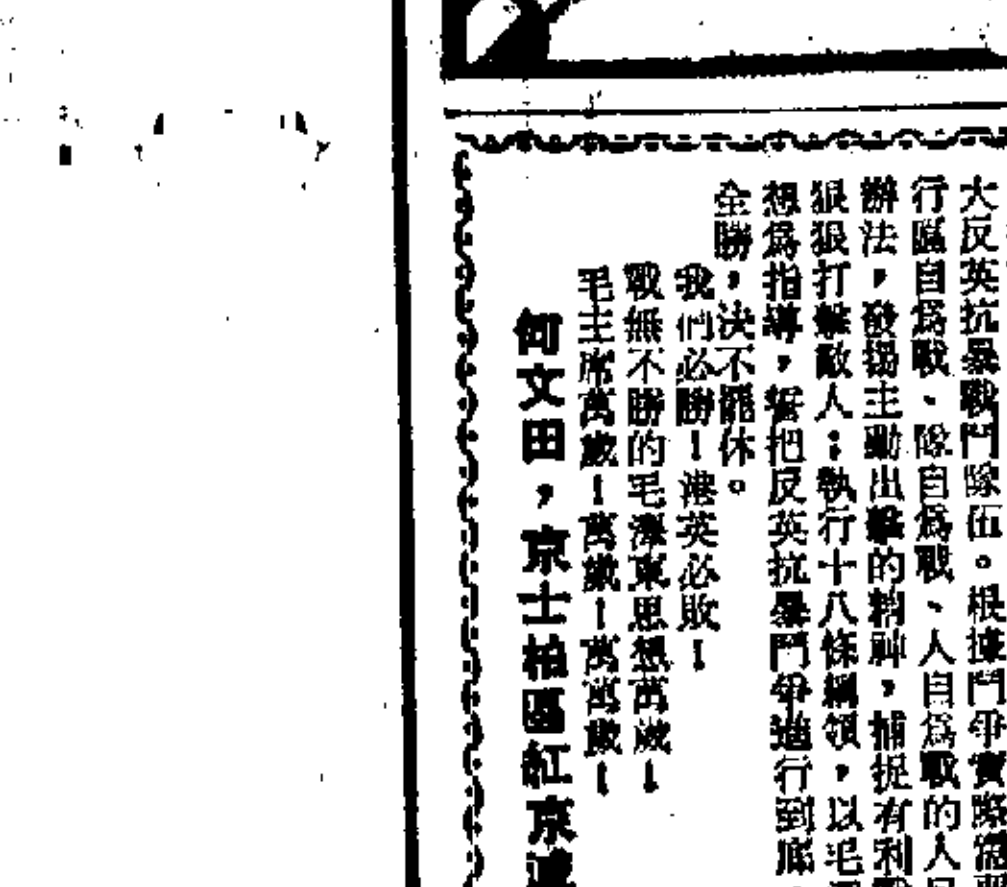 大反英抗暴戰鬥隊伍。根據鬥爭實際需要
行區自爲戰、隊自爲戰、人自爲戰的人民
辦法，發揚主動出擊的精神，捕捉有利戰
狠狠打擊敵人；執行十八條綱領，以毛
想爲指導，誓把反英抗暴鬥爭進行到底，
全勝，决不罷休。
我們必勝！港英必敗！
戰無不勝的毛澤東思想萬歲！
毛主席萬歲！萬歲！萬萬歲！
何文田，京士柏區紅京